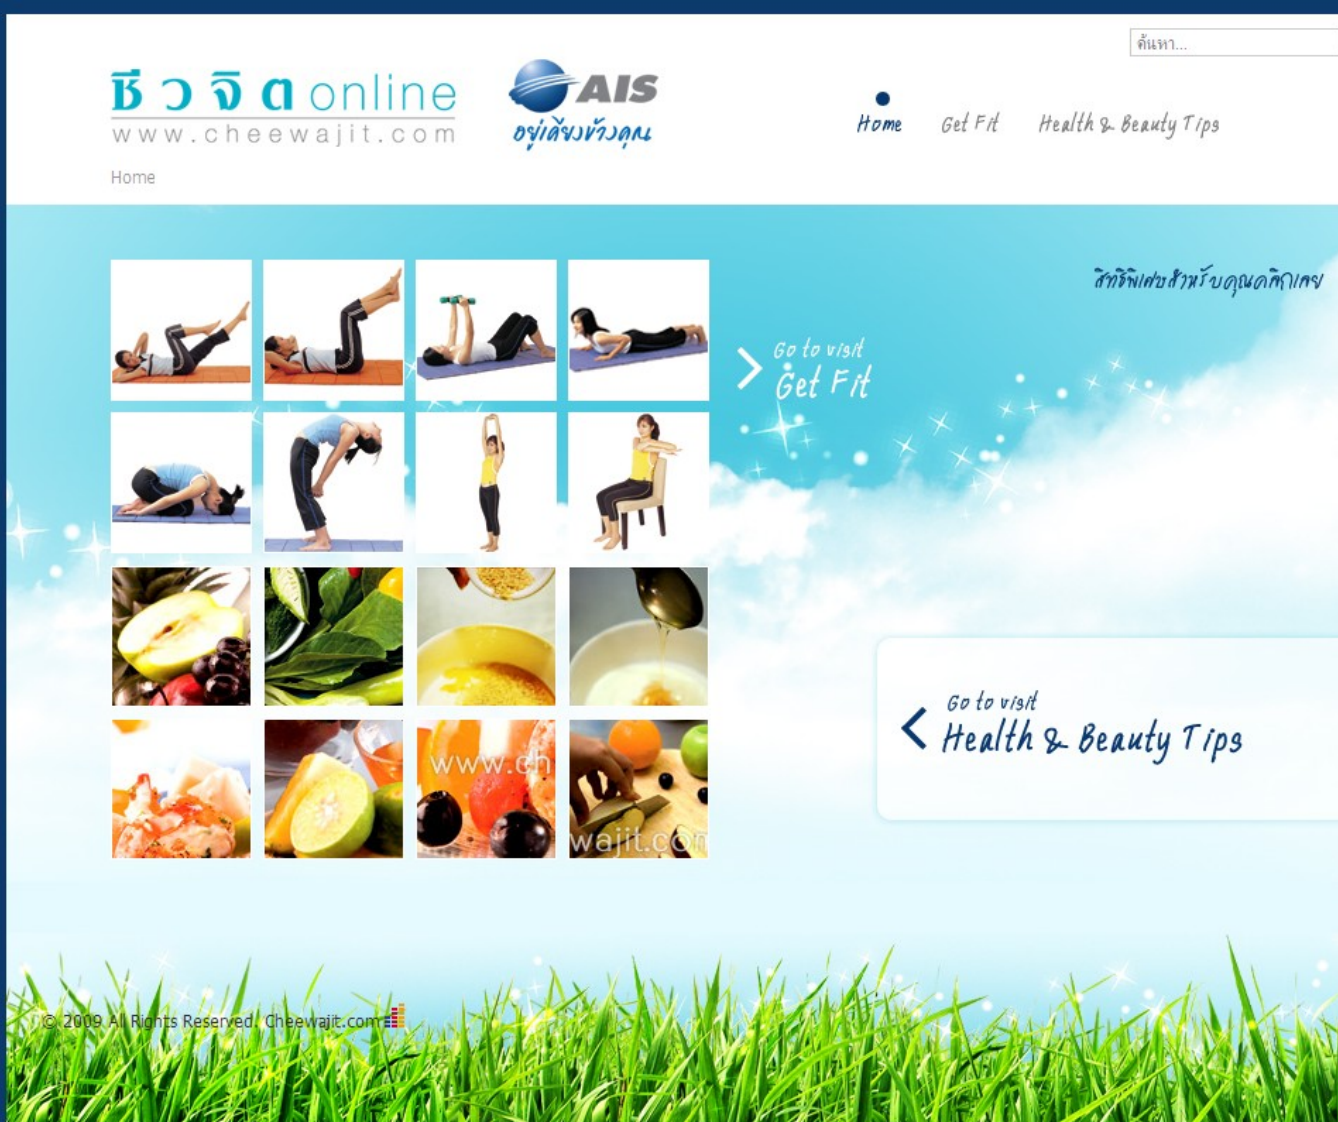 ค้นหา...
ชีวจิต online
www.cheewajit.com
AIS
อยู่เคียงข้างคุณ
Home
Get Fit
Health & Beauty Tips
Home
สิทธิพิเศษสำหรับคุณคลิกเลย
Go to visit
Get Fit
Go to visit
Health & Beauty Tips
www.ch
wajit.com
© 2009 All Rights Reserved. Cheewajit.com